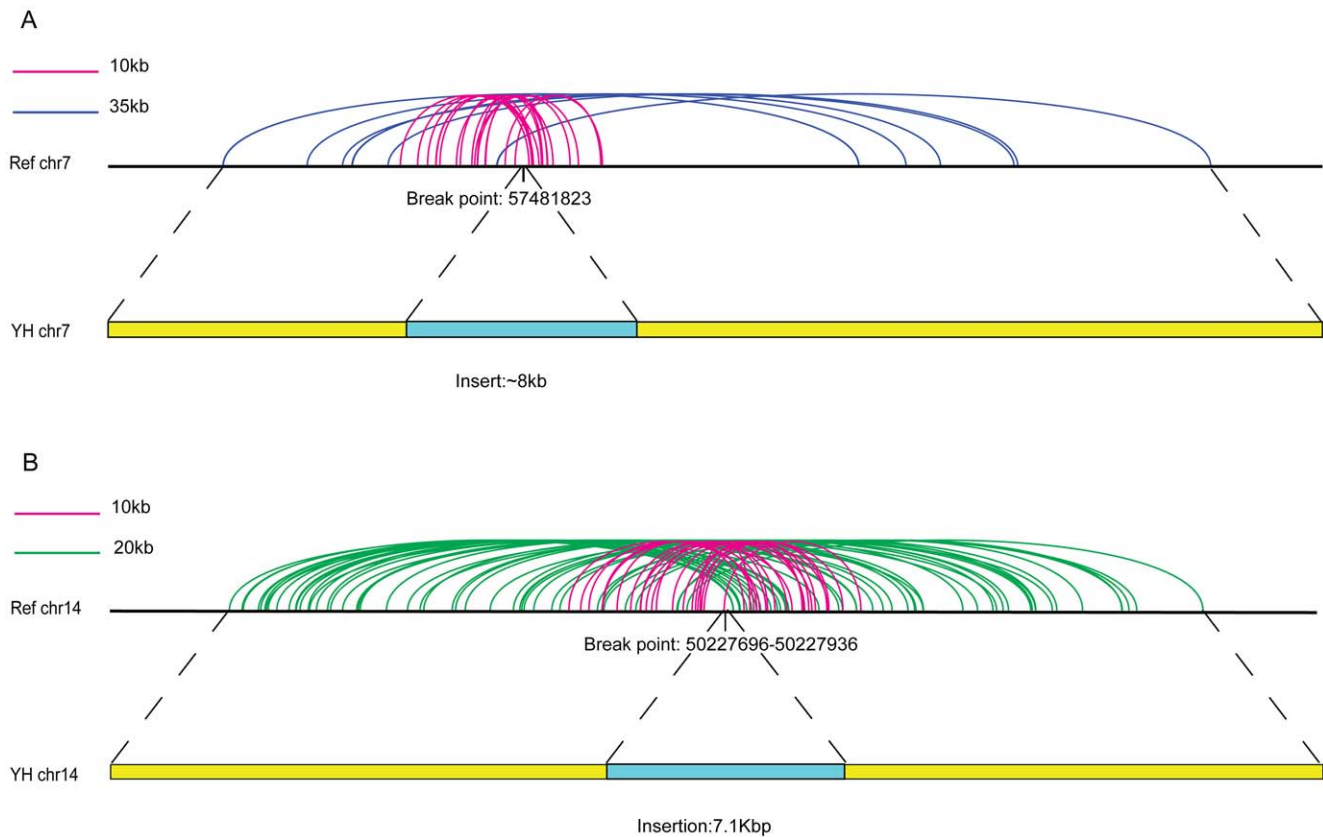 A
10kb
35kb
Ref chr7
Break point: 57481823
YH chr7
Insert:~8kb
B
10kb
20kb
Ref chr14
Break point: 50227696-50227936
YH chr14
Insertion:7.1Kbp